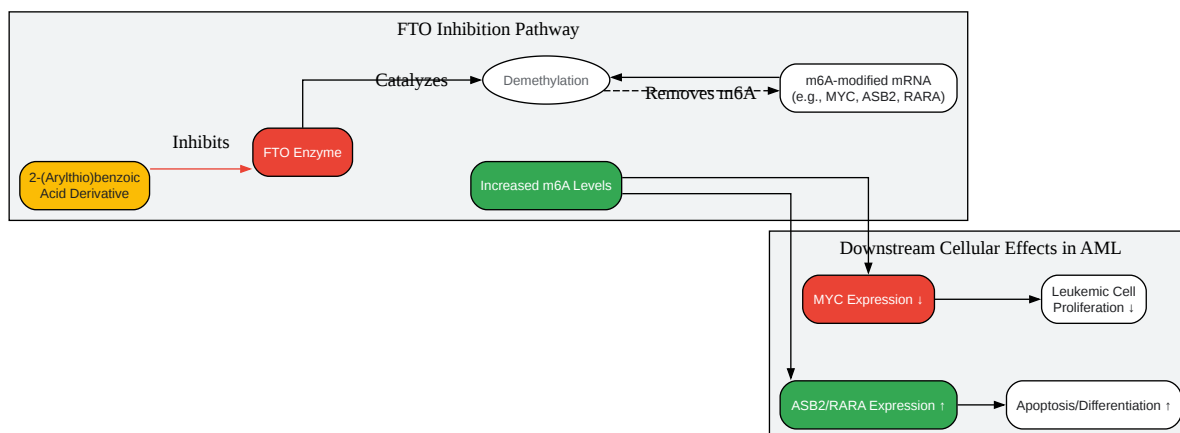 FTO Inhibition Pathway
Catalyzes
Demethylation
Removes m6A
m6A-modified mRNA
(e.g., MYC, ASB2, RARA)
Inhibits
FTO Enzyme
2-(Arylthio)benzoic
Acid Derivative
Increased m6A Levels
Downstream Cellular Effects in AML
MYC Expression ↓
Leukemic Cell
Proliferation ↓
ASB2/RARA Expression ↑
Apoptosis/Differentiation ↑